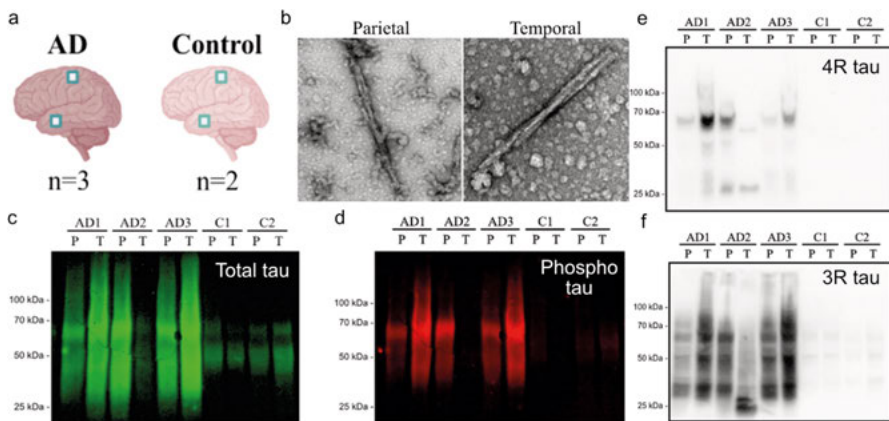 a
AD Control
n=3 n=2
b
Parietal Temporal
c
AD1 AD2 AD3 C1 C2
P T P T P T P T P T
Total tau
100 kDa -
70 kDa -
50 kDa -
25 kDa -
d
AD1 AD2 AD3 C1 C2
P T P T P T P T P T
Phospho
tau
100 kDa -
70 kDa -
50 kDa -
25 kDa -
e
AD1 AD2 AD3 C1 C2
P T P T P T P T P T
4R tau
100 kDa -
70 kDa -
50 kDa -
25 kDa -
f
AD1 AD2 AD3 C1 C2
P T P T P T P T P T
3R tau
100 kDa -
70 kDa -
50 kDa -
25 kDa -